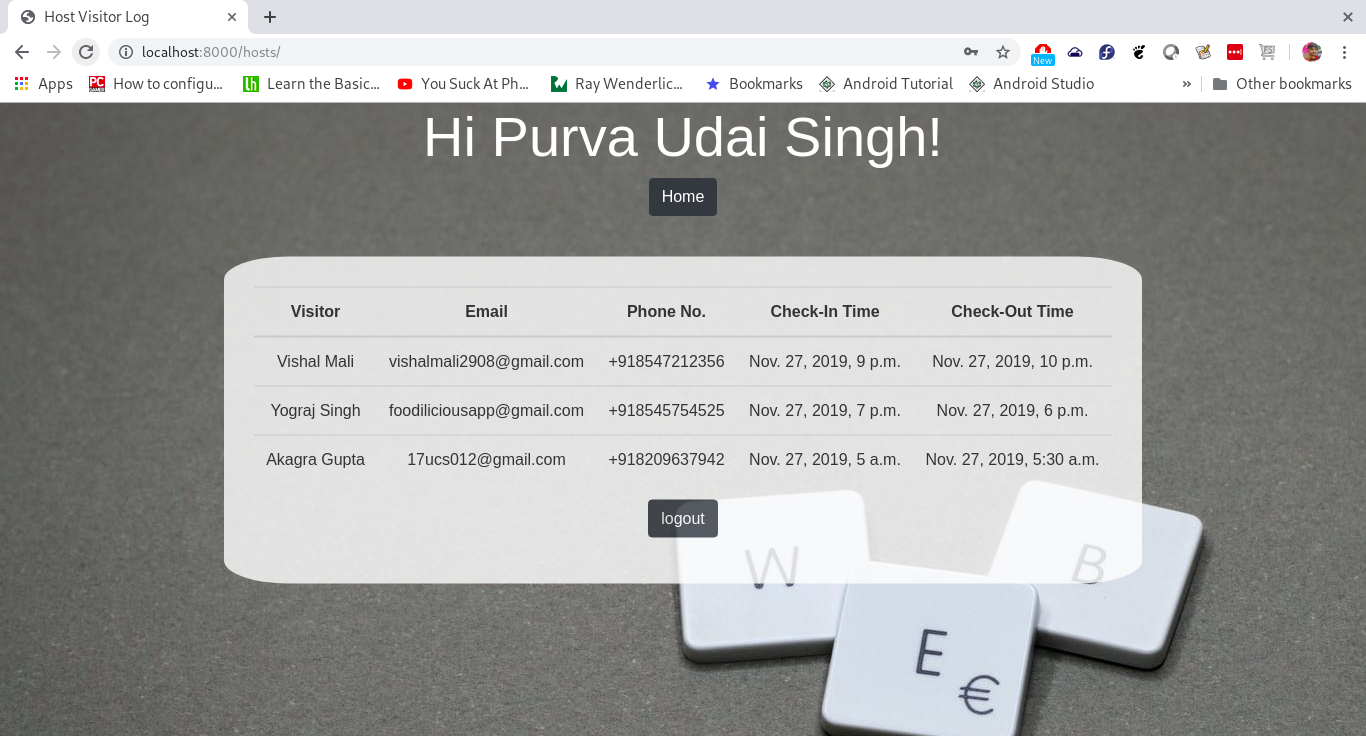 Host Visitor Log
localhost:8000/hosts/
New
Apps PC GAMES How to configu... lh Learn the Basic... You Suck At Ph... Ray Wenderlic... Bookmarks Android Tutorial Android Studio » Other bookmarks
Hi Purva Udai Singh!
Home
Visitor Email Phone No. Check-In Time Check-Out Time
Vishal Mali vishalmali2908@gmail.com +918547212356 Nov. 27, 2019, 9 p.m. Nov. 27, 2019, 10 p.m.
Yograj Singh foodiliciousapp@gmail.com +918545754525 Nov. 27, 2019, 7 p.m. Nov. 27, 2019, 6 p.m.
Akagra Gupta 17ucs012@gmail.com +918209637942 Nov. 27, 2019, 5 a.m. Nov. 27, 2019, 5:30 a.m.
logout
W E € B